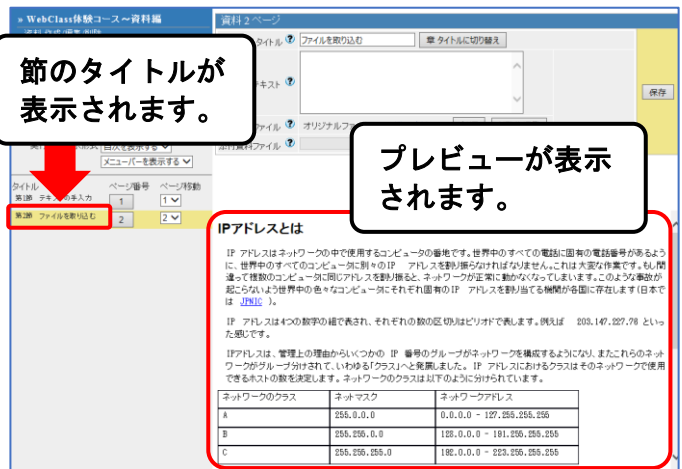 » WebClass体験コース～資料編
資料 2 ページ
タイトル ? ファイルを取り込む 章タイトルに切り替え
テキスト ?
保存
ファイル ? オリジナルファ
ファイル ?
節のタイトルが
表示されます。
プレビューが表示
されます。
目次を表示する
メニューバーを表示する
タイトル ページ番号 ページ移動
第1節 テキストの手入力 1 1
第2節 ファイルを取り込む 2 2
IPアドレスとは
IP アドレスはネットワークの中で使用するコンピュータの番地です。世界中のすべての電話に固有の電話番号があるよう
に、世界中のすべてのコンピュータに別々のIP アドレスを割り振らなければなりません。これは大変な作業です。もし間
違って複数のコンピュータに同じアドレスを割り振ると、ネットワークが正常に動かなくなってしまいます。このような事故が
起こらないよう世界中の色々なコンピュータにそれぞれ固有のIP アドレスを割り当てる機関が各国に存在します(日本で
は JPNIC )。
IP アドレスは4つの数字の組で表され、それぞれの数の区切りはピリオドで表します。例えば 203.147.227.78 といっ
た感じです。
IPアドレスは、管理上の理由からいくつかの IP 番号のグループがネットワークを構成するようになり、またこれらのネット
ワークがグループ分けされて、いわゆる「クラス」へと発展しました。IP アドレスにおけるクラスはそのネットワークで使用
できるホストの数を決定します。ネットワークのクラスは以下のように分けられています。
ネットワークのクラス ネットマスク ネットワークアドレス
A 255.0.0.0 0.0.0.0 - 127.255.255.255
B 255.255.0.0 128.0.0.0 - 191.255.255.255
C 255.255.255.0 192.0.0.0 - 223.255.255.255